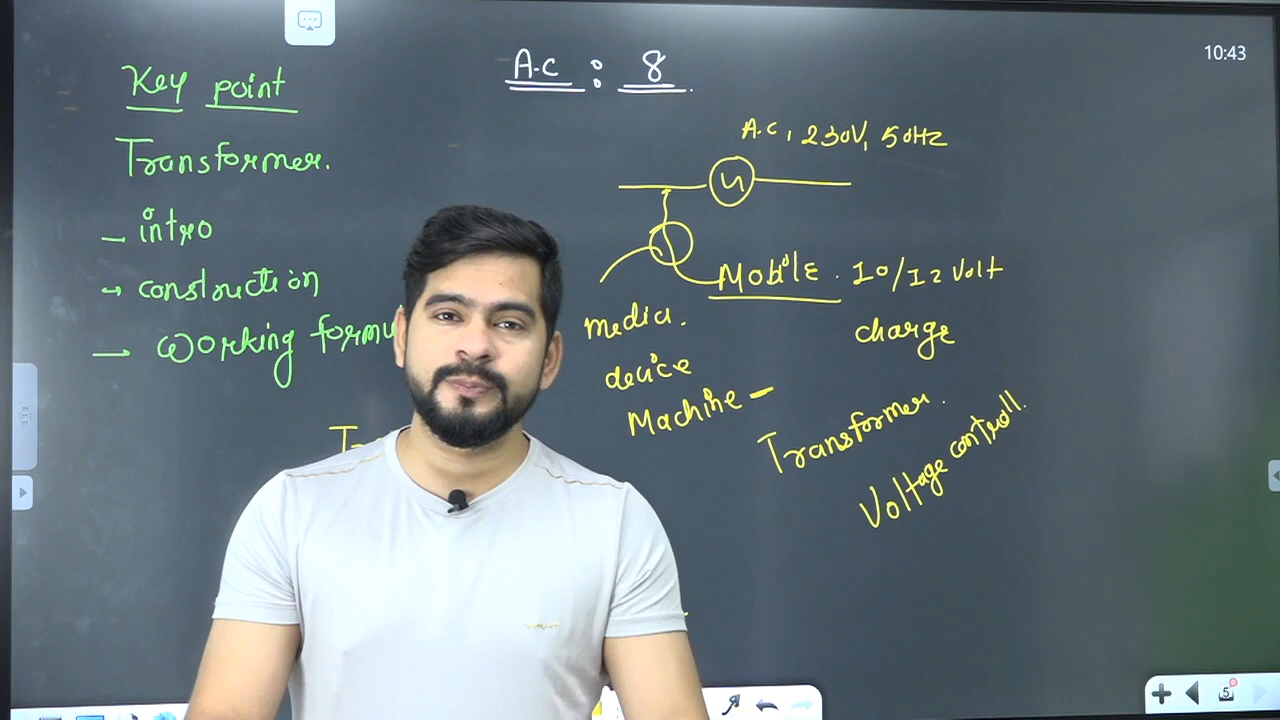 Key point
Transformer.
- intro
→ construction
→ working formu
A.C : 8
10:43
A.C, 230V, 50Hz
Mobile. 10/12 Volt
charge
media.
device
Machine -
Transformer.
Voltage controll.
5